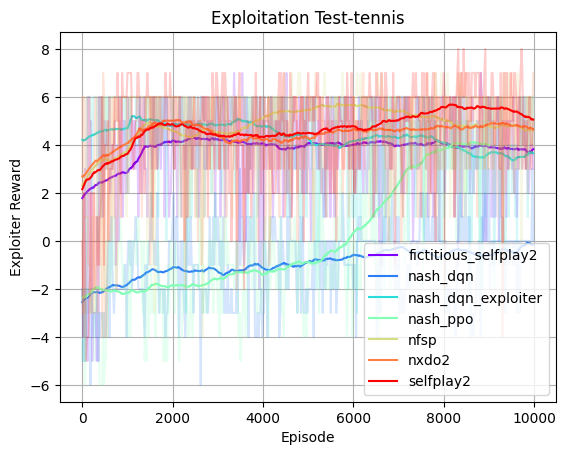 Exploitation Test-tennis
Exploiter Reward
8
6
4
2
0
−2
−4
−6
fictitious_selfplay2
nash_dqn
nash_dqn_exploiter
nash_ppo
nfsp
nxdo2
selfplay2
0
2000
4000
6000
8000
10000
Episode